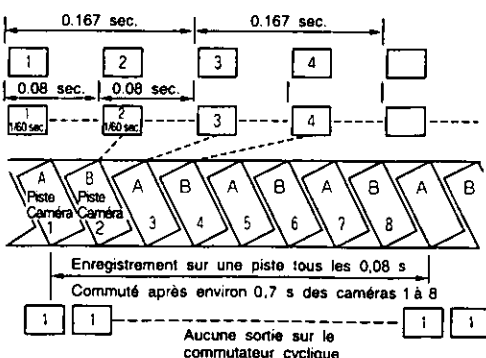 0.167 sec. 0.167 sec.
1 2 3 4
0.08 sec. 0.08 sec.
1 2 3 4
1/60 sec. 1/60 sec.
A B A B A B A B A B
Piste Caméra 1
Piste Caméra 2
3 4 5 6 7 8
Enregistrement sur une piste tous les 0,08 s
Commuté après environ 0,7 s des caméras 1 à 8
1 1 1 1
Aucune sortie sur le
commutateur cyclique